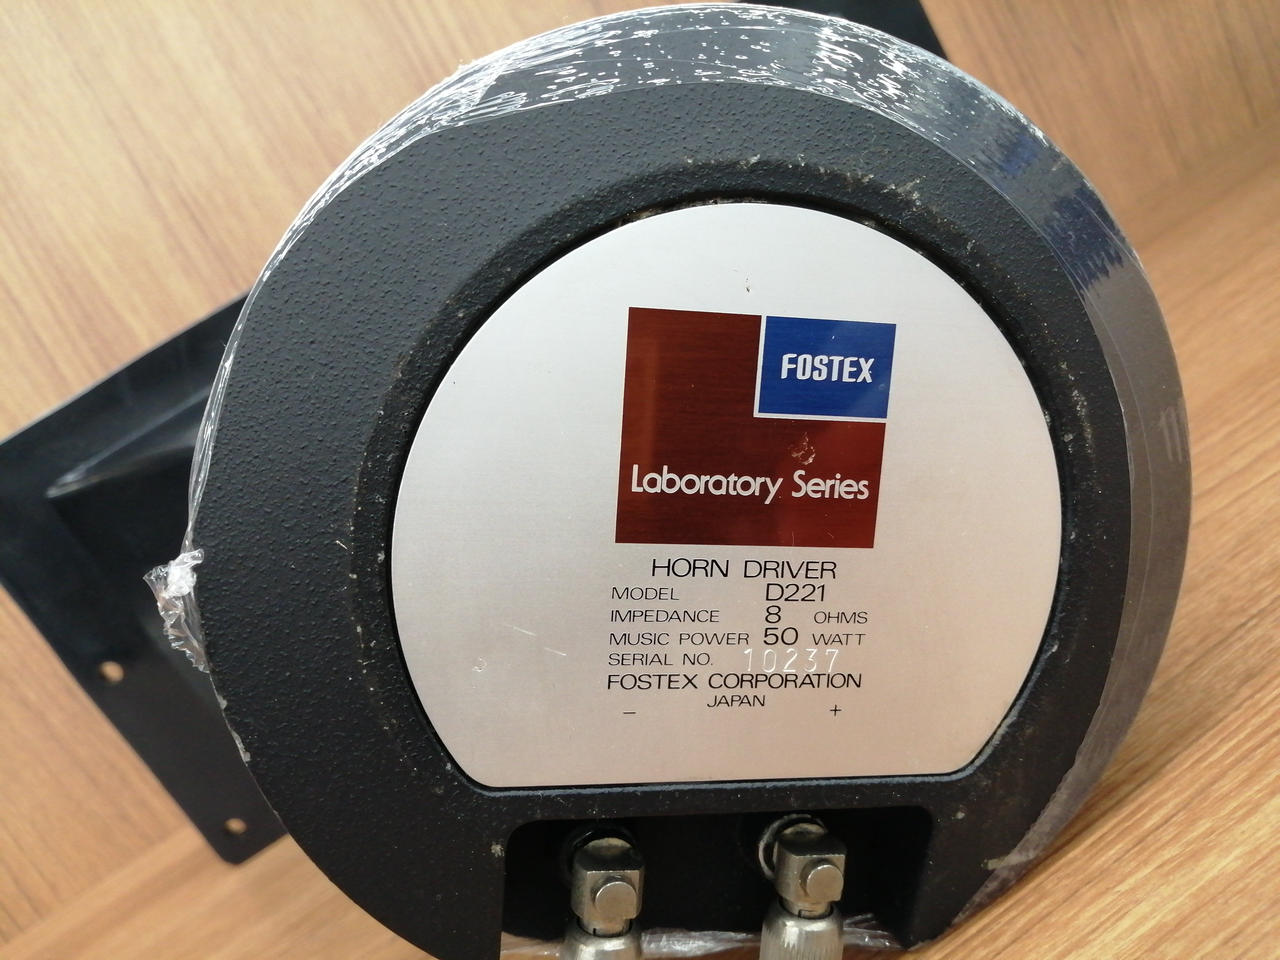 FOSTEX
Laboratory Series
HORN DRIVER
MODEL D221
IMPEDANCE 8 OHMS
MUSIC POWER 50 WATT
SERIAL NO. 10237
FOSTEX CORPORATION
JAPAN
− +